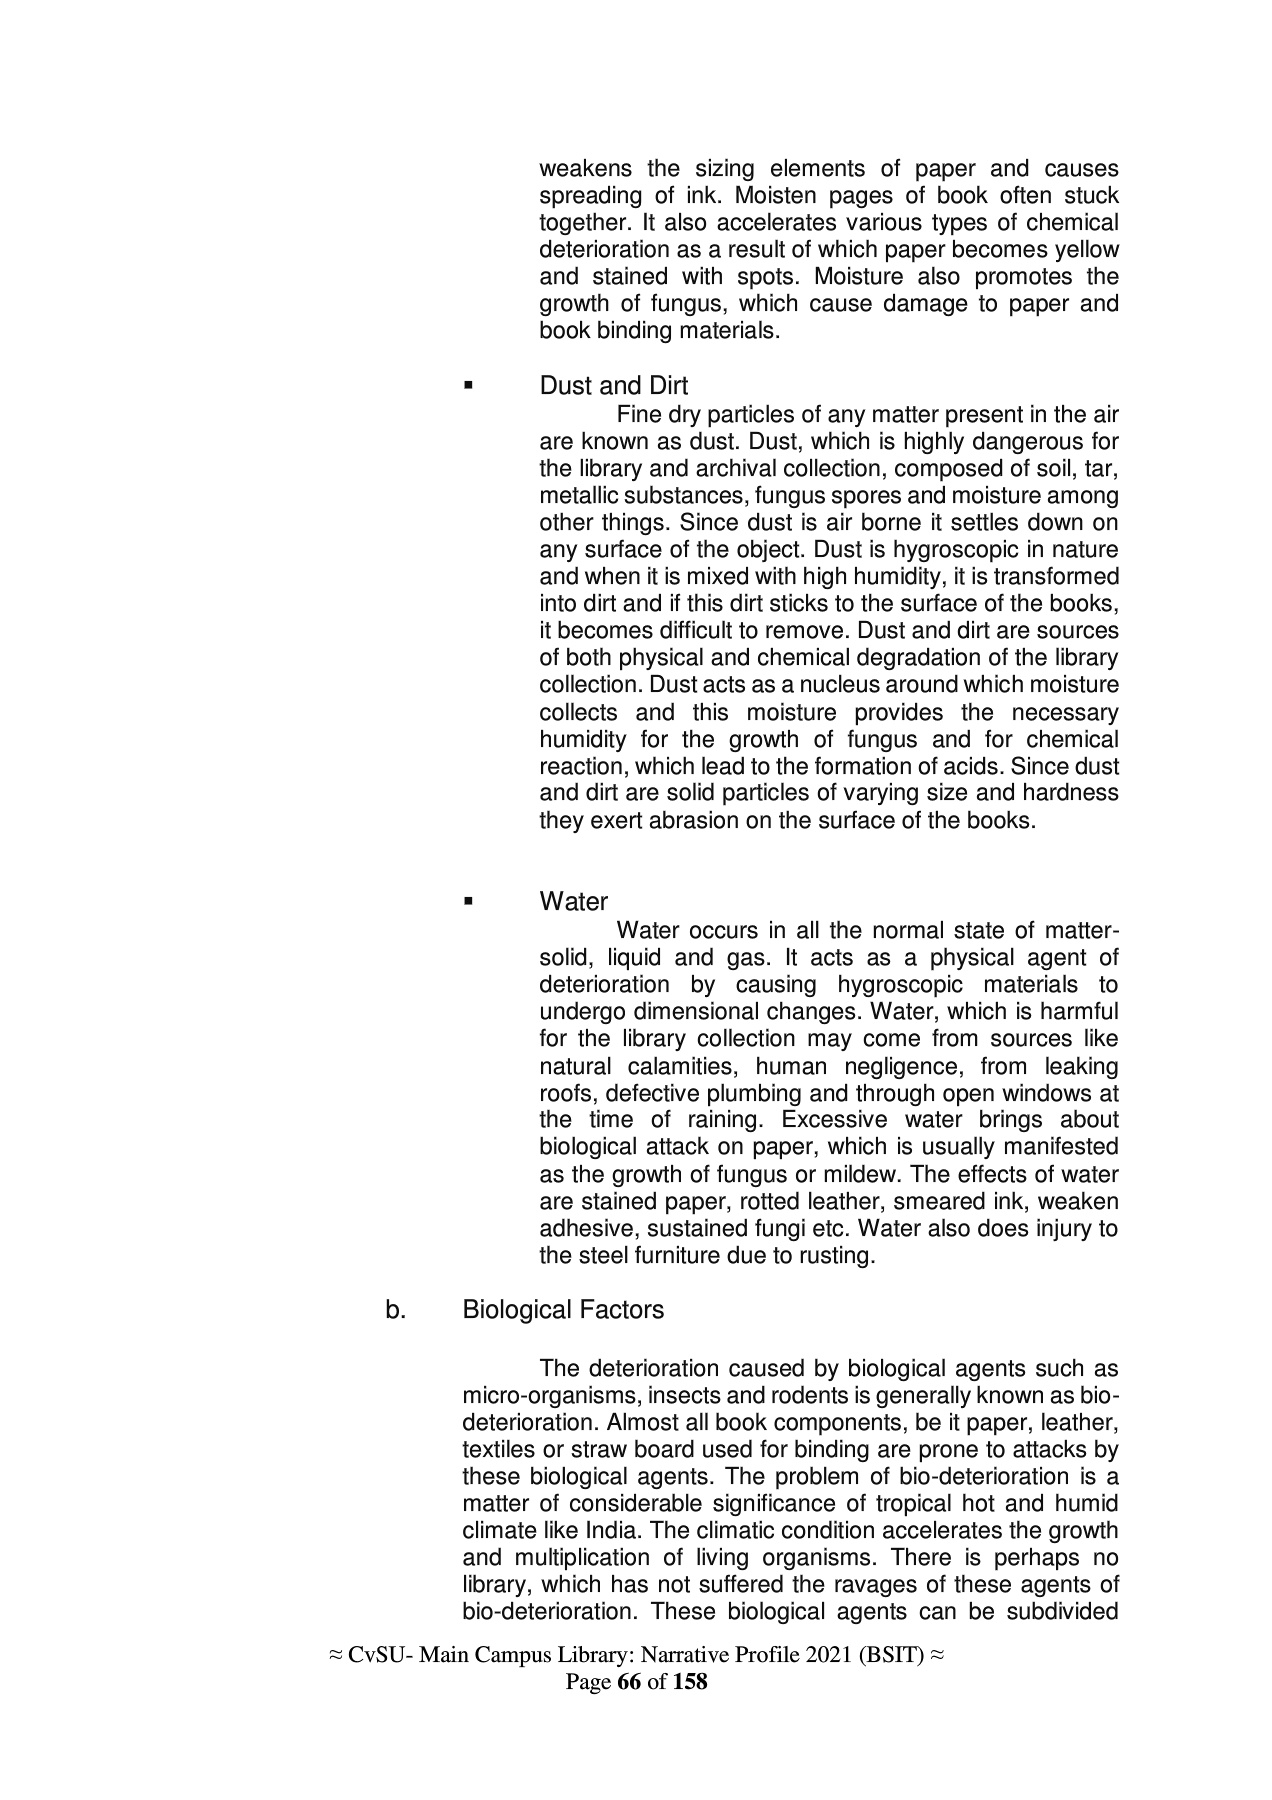 weakens the sizing elements of paper and causes
spreading of ink. Moisten pages of book often stuck
together. It also accelerates various types of chemical
deterioration as a result of which paper becomes yellow
and stained with spots. Moisture also promotes the
growth of fungus, which cause damage to paper and
book binding materials.
▪ Dust and Dirt
Fine dry particles of any matter present in the air
are known as dust. Dust, which is highly dangerous for
the library and archival collection, composed of soil, tar,
metallic substances, fungus spores and moisture among
other things. Since dust is air borne it settles down on
any surface of the object. Dust is hygroscopic in nature
and when it is mixed with high humidity, it is transformed
into dirt and if this dirt sticks to the surface of the books,
it becomes difficult to remove. Dust and dirt are sources
of both physical and chemical degradation of the library
collection. Dust acts as a nucleus around which moisture
collects and this moisture provides the necessary
humidity for the growth of fungus and for chemical
reaction, which lead to the formation of acids. Since dust
and dirt are solid particles of varying size and hardness
they exert abrasion on the surface of the books.
▪ Water
Water occurs in all the normal state of matter-
solid, liquid and gas. It acts as a physical agent of
deterioration by causing hygroscopic materials to
undergo dimensional changes. Water, which is harmful
for the library collection may come from sources like
natural calamities, human negligence, from leaking
roofs, defective plumbing and through open windows at
the time of raining. Excessive water brings about
biological attack on paper, which is usually manifested
as the growth of fungus or mildew. The effects of water
are stained paper, rotted leather, smeared ink, weaken
adhesive, sustained fungi etc. Water also does injury to
the steel furniture due to rusting.
b. Biological Factors
The deterioration caused by biological agents such as
micro-organisms, insects and rodents is generally known as bio-
deterioration. Almost all book components, be it paper, leather,
textiles or straw board used for binding are prone to attacks by
these biological agents. The problem of bio-deterioration is a
matter of considerable significance of tropical hot and humid
climate like India. The climatic condition accelerates the growth
and multiplication of living organisms. There is perhaps no
library, which has not suffered the ravages of these agents of
bio-deterioration. These biological agents can be subdivided
≈ CvSU- Main Campus Library: Narrative Profile 2021 (BSIT) ≈
Page 66 of 158